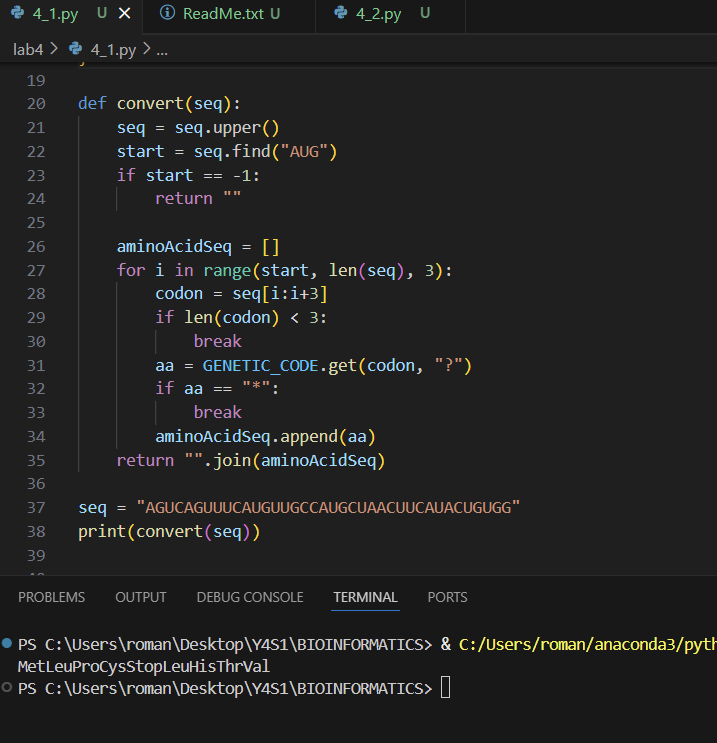 4_1.py U ReadMe.txt U 4_2.py U
lab4 > 4_1.py > ...
19
20 def convert(seq):
21     seq = seq.upper()
22     start = seq.find("AUG")
23     if start == -1:
24         return ""
25
26     aminoAcidSeq = []
27     for i in range(start, len(seq), 3):
28         codon = seq[i:i+3]
29         if len(codon) < 3:
30             break
31         aa = GENETIC_CODE.get(codon, "?")
32         if aa == "*":
33             break
34         aminoAcidSeq.append(aa)
35     return "".join(aminoAcidSeq)
36
37 seq = "AGUCAGUUUCAUGUUGCCAUGCUAACUUCAUACUGUGG"
38 print(convert(seq))
39
PROBLEMS OUTPUT DEBUG CONSOLE TERMINAL PORTS
PS C:\Users\roman\Desktop\Y4S1\BIOINFORMATICS> & C:/Users/roman/anaconda3/pyth
MetLeuProCysStopLeuHisThrVal
PS C:\Users\roman\Desktop\Y4S1\BIOINFORMATICS>